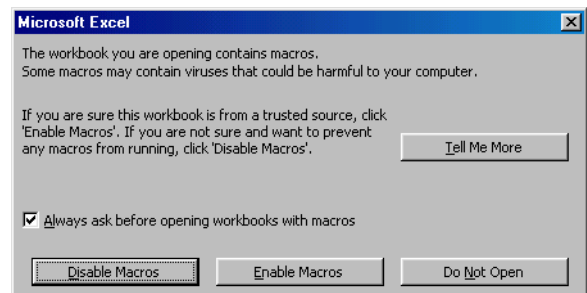 Microsoft Excel
The workbook you are opening contains macros.
Some macros may contain viruses that could be harmful to your computer.
If you are sure this workbook is from a trusted source, click
'Enable Macros'. If you are not sure and want to prevent
any macros from running, click 'Disable Macros'.
Tell Me More
Always ask before opening workbooks with macros
Disable Macros
Enable Macros
Do Not Open